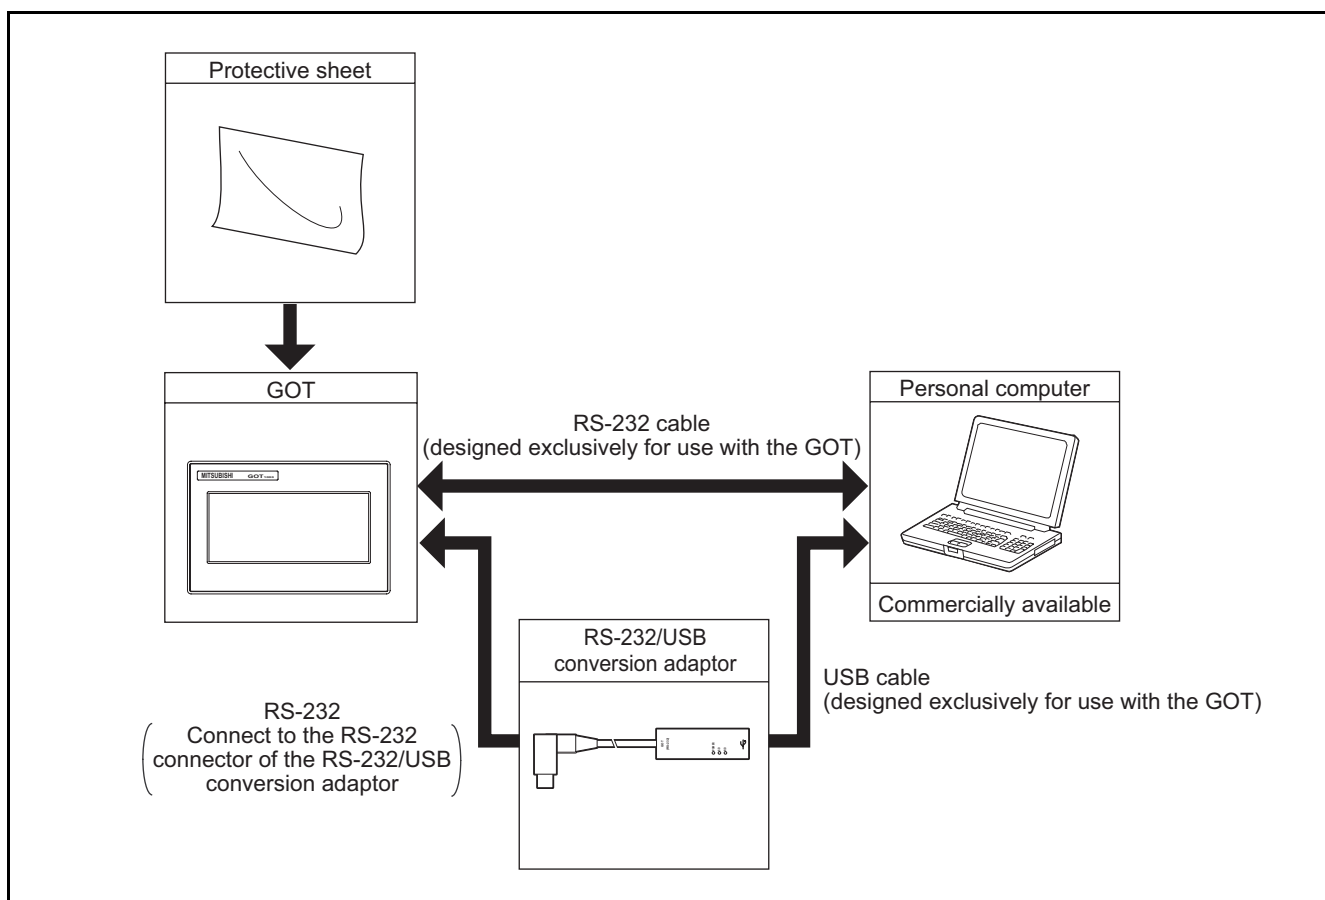 Protective sheet
GOT
MITSUBISHI GOT
RS-232 cable
(designed exclusively for use with the GOT)
Personal computer
Commercially available
RS-232/USB
conversion adaptor
USB cable
(designed exclusively for use with the GOT)
RS-232
Connect to the RS-232
connector of the RS-232/USB
conversion adaptor